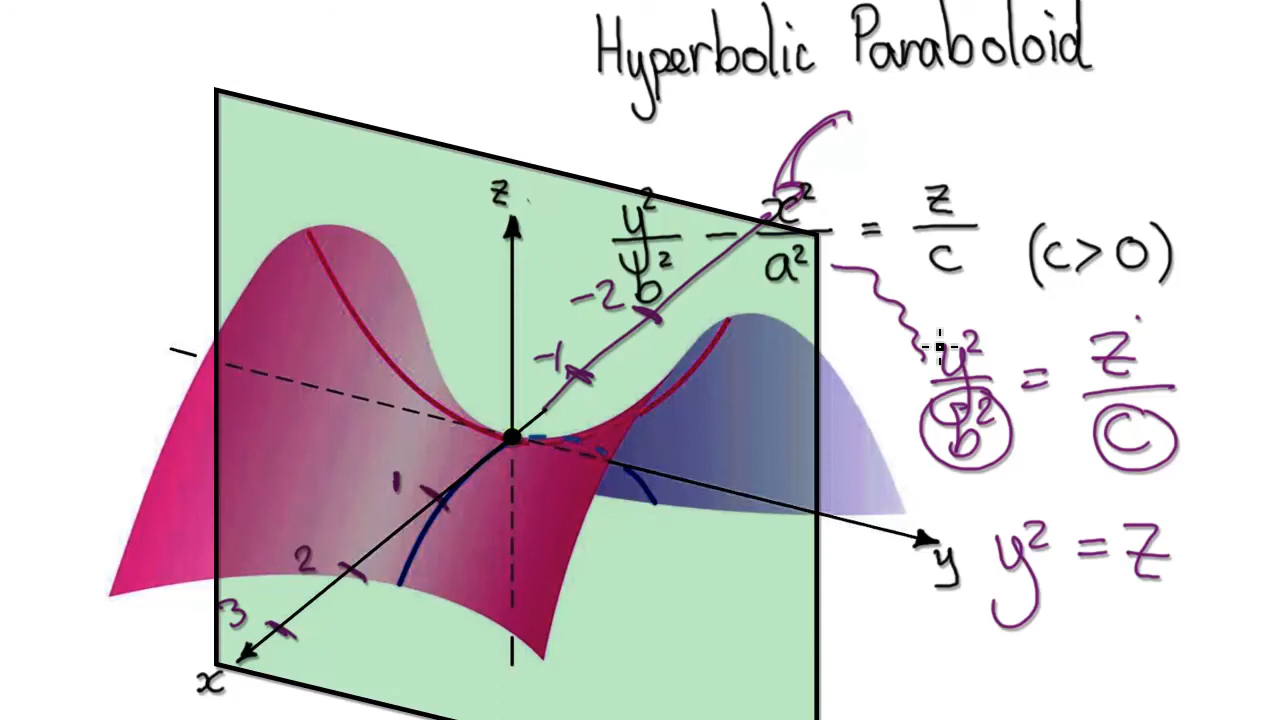 Hyperbolic Paraboloid
z
y²/b² - x²/a² = z/c (c > 0)
-2
y²/b² = z/c
-1
1
y² = z
y
2
3
x